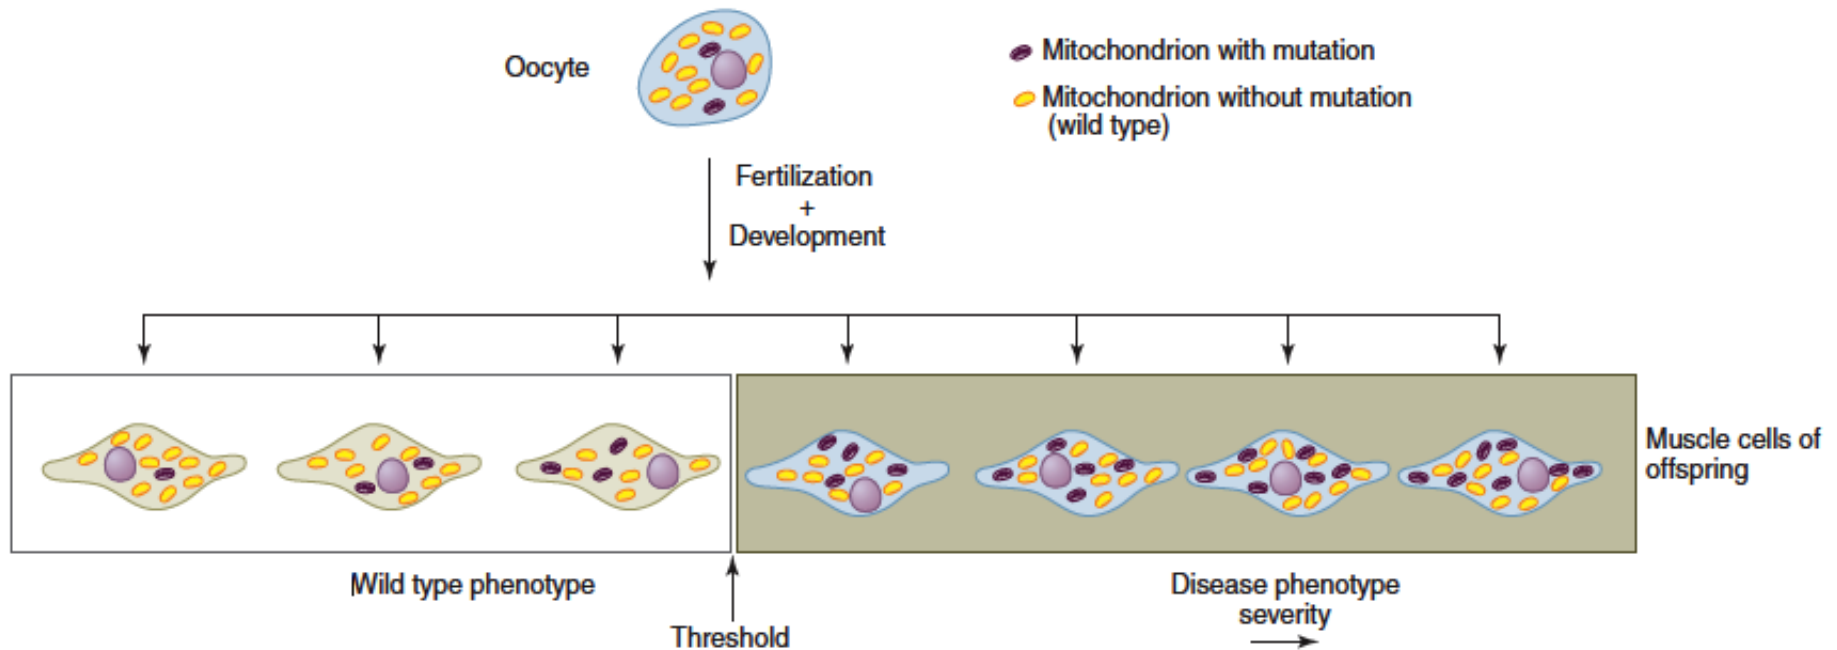 Oocyte
Mitochondrion with mutation
Mitochondrion without mutation
(wild type)
Fertilization
+
Development
Muscle cells of
offspring
Wild type phenotype
Threshold
Disease phenotype
severity